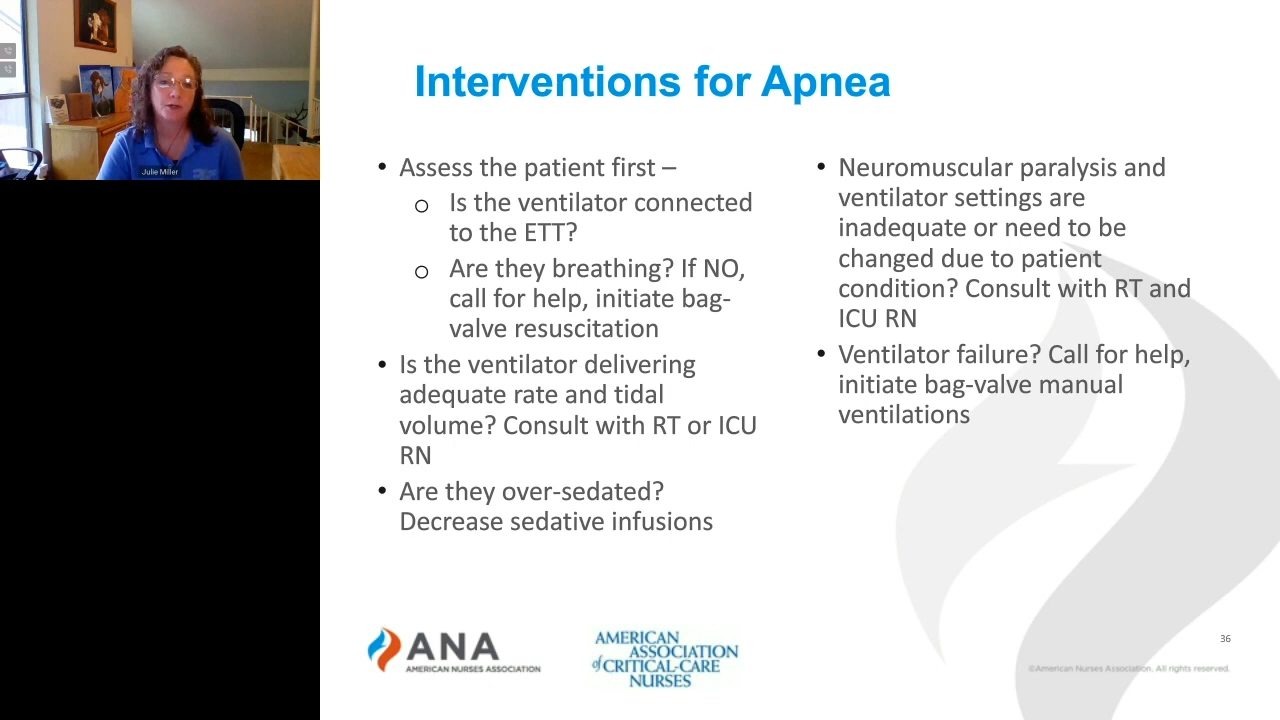 Julie Miller
Interventions for Apnea
• Assess the patient first –
o Is the ventilator connected
to the ETT?
o Are they breathing? If NO,
call for help, initiate bag-
valve resuscitation
• Is the ventilator delivering
adequate rate and tidal
volume? Consult with RT or ICU
RN
• Are they over-sedated?
Decrease sedative infusions
• Neuromuscular paralysis and
ventilator settings are
inadequate or need to be
changed due to patient
condition? Consult with RT and
ICU RN
• Ventilator failure? Call for help,
initiate bag-valve manual
ventilations
ANA
AMERICAN NURSES ASSOCIATION
AMERICAN
ASSOCIATION
of CRITICAL-CARE
NURSES
36
©American Nurses Association. All rights reserved.